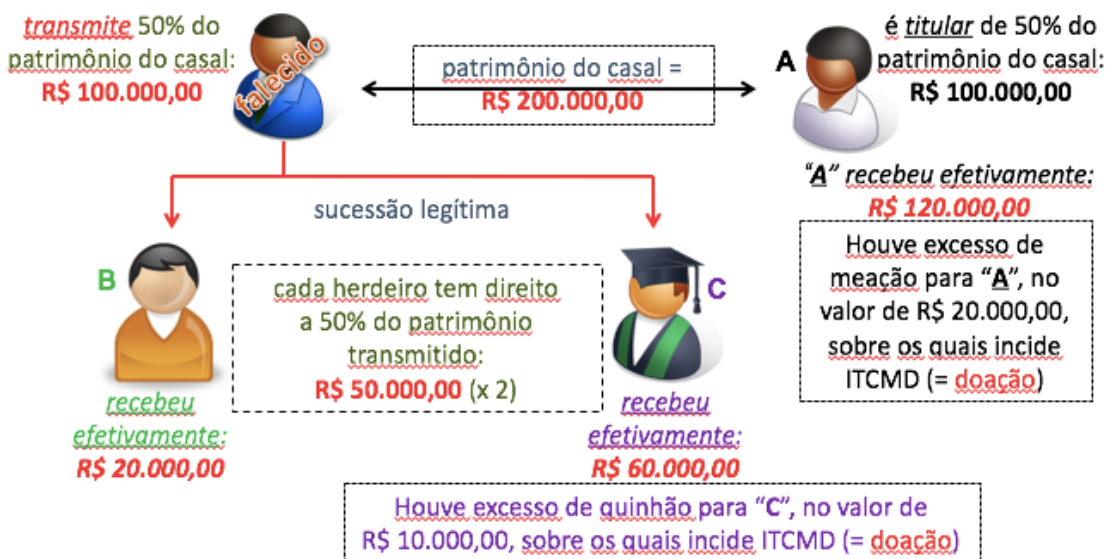 transmite 50% do
patrimônio do casal:
R$ 100.000,00
falecido
patrimônio do casal =
R$ 200.000,00
A
é titular de 50% do
patrimônio do casal:
R$ 100.000,00
"A" recebeu efetivamente:
R$ 120.000,00
Houve excesso de
meação para "A", no
valor de R$ 20.000,00,
sobre os quais incide
ITCMD (= doação)
sucessão legítima
B
cada herdeiro tem direito
a 50% do patrimônio
transmitido:
R$ 50.000,00 (x 2)
C
recebeu
efetivamente:
R$ 20.000,00
recebeu
efetivamente:
R$ 60.000,00
Houve excesso de quinhão para "C", no valor de
R$ 10.000,00, sobre os quais incide ITCMD (= doação)